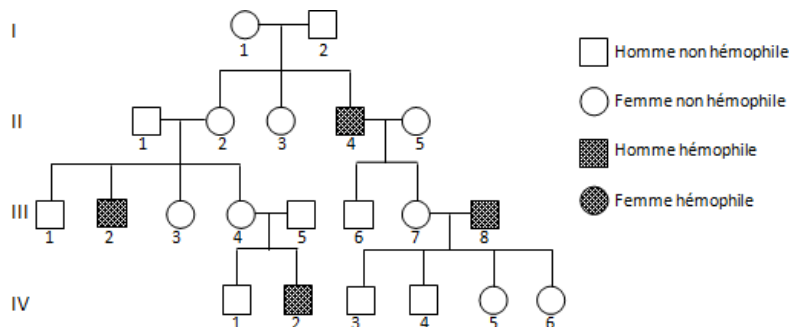 I
1 2
Homme non hémophile
Femme non hémophile
II
1 2 3 4 5
Homme hémophile
Femme hémophile
III
1 2 3 4 5 6 7 8
IV
1 2 3 4 5 6